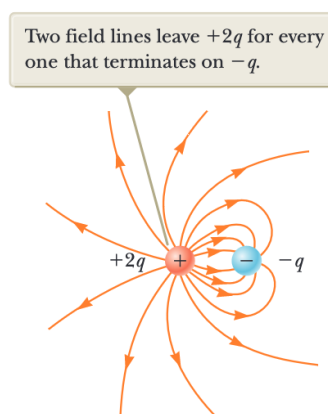 Two field lines leave +2q for every
one that terminates on −q.
+2q + − −q